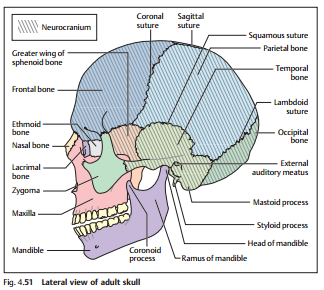 Neurocranium
Coronal
suture
Sagittal
suture
Squamous suture
Parietal bone
Temporal
bone
Lambdoid
suture
Occipital
bone
External
auditory meatus
Mastoid process
Styloid process
Head of mandible
Ramus of mandible
Coronoid
process
Greater wing of
sphenoid bone
Frontal bone
Ethmoid
bone
Nasal bone
Lacrimal
bone
Zygoma
Maxilla
Mandible
Fig. 4.51 Lateral view of adult skull